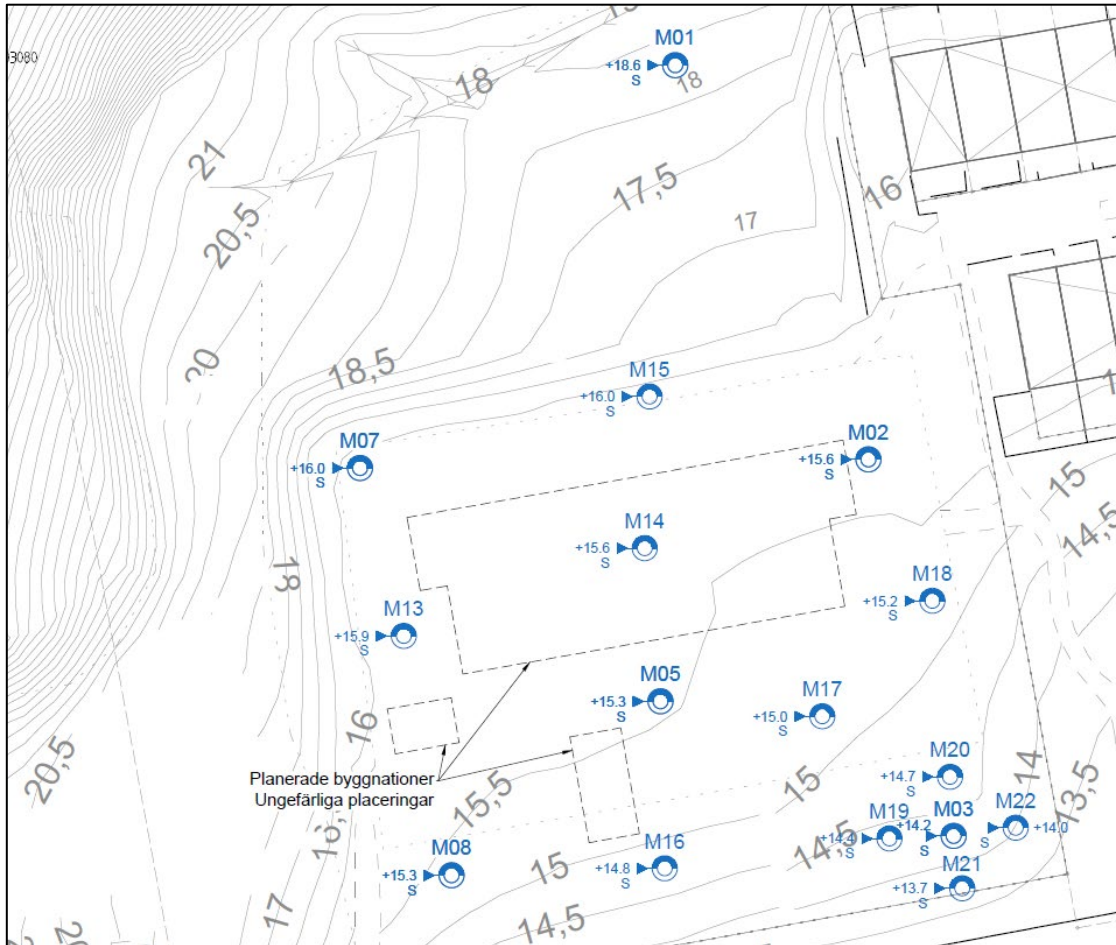 3080
M01
+18.6
S
18
18
21
17,5
16
20,5
17
20
18,5
M15
+16.0
S
M07
+16.0
S
M02
+15.6
S
15
14,5
M14
+15.6
S
18
M18
+15.2
S
M13
+15.9
S
M05
+15.3
S
M17
+15.0
S
16
M20
+14.7
S
14
13,5
20,5
Planerade byggnationer
Ungefärliga placeringar
15,5
15
M19
+14.4
S
M03
+14.2
S
M22
+14.0
S
14,5
M08
+15.3
S
15
M16
+14.8
S
M21
+13.7
S
17
14,5